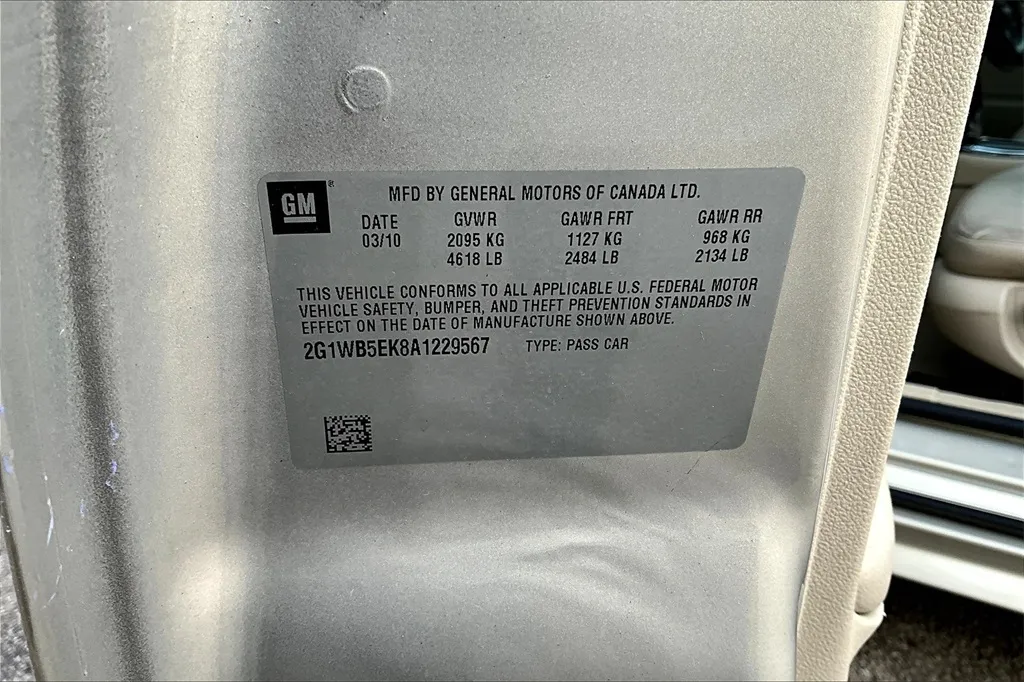 GM ®
MFD BY GENERAL MOTORS OF CANADA LTD.
DATE GVWR GAWR FRT GAWR RR
03/10 2095 KG 1127 KG 968 KG
4618 LB 2484 LB 2134 LB
THIS VEHICLE CONFORMS TO ALL APPLICABLE U.S. FEDERAL MOTOR
VEHICLE SAFETY, BUMPER, AND THEFT PREVENTION STANDARDS IN
EFFECT ON THE DATE OF MANUFACTURE SHOWN ABOVE.
2G1WB5EK8A1229567 TYPE: PASS CAR